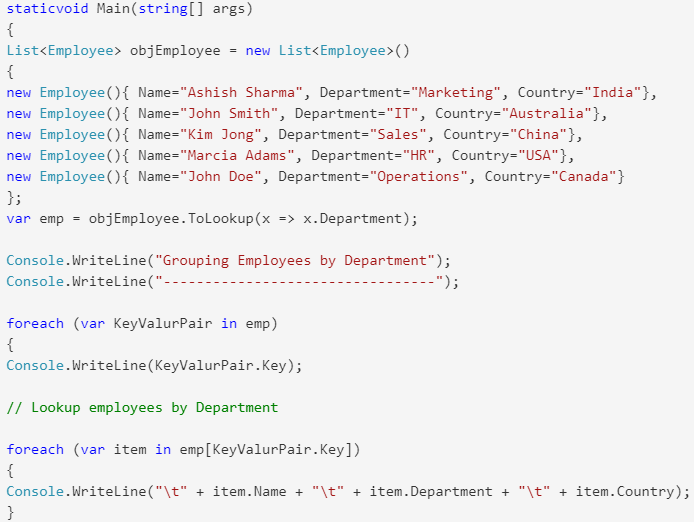 staticvoid Main(string[] args)
{
List<Employee> objEmployee = new List<Employee>()
{
new Employee(){ Name="Ashish Sharma", Department="Marketing", Country="India"},
new Employee(){ Name="John Smith", Department="IT", Country="Australia"},
new Employee(){ Name="Kim Jong", Department="Sales", Country="China"},
new Employee(){ Name="Marcia Adams", Department="HR", Country="USA"},
new Employee(){ Name="John Doe", Department="Operations", Country="Canada"}
};
var emp = objEmployee.ToLookup(x => x.Department);
Console.WriteLine("Grouping Employees by Department");
Console.WriteLine("---------------------------------");
foreach (var KeyValurPair in emp)
{
Console.WriteLine(KeyValurPair.Key);
// Lookup employees by Department
foreach (var item in emp[KeyValurPair.Key])
{
Console.WriteLine("\t" + item.Name + "\t" + item.Department + "\t" + item.Country);
}